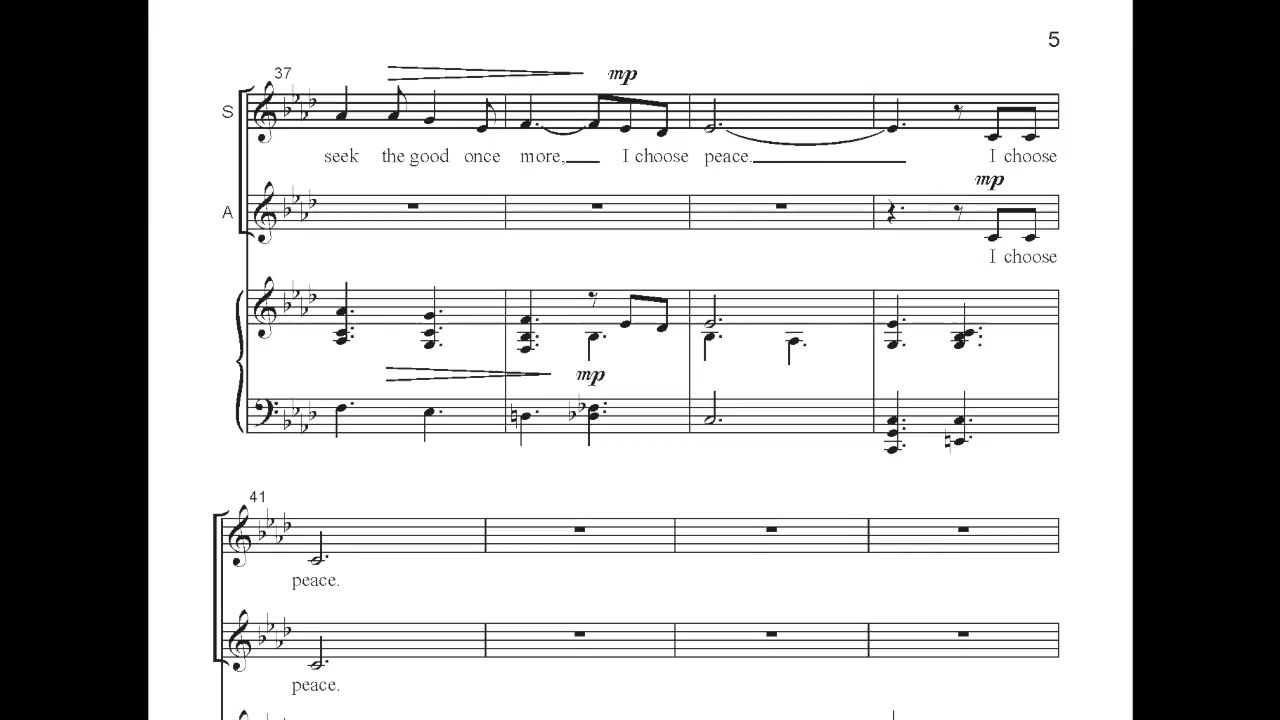 5
37
mp
S
seek the good once more, I choose peace. I choose
mp
A
I choose
mp
41
peace.
peace.